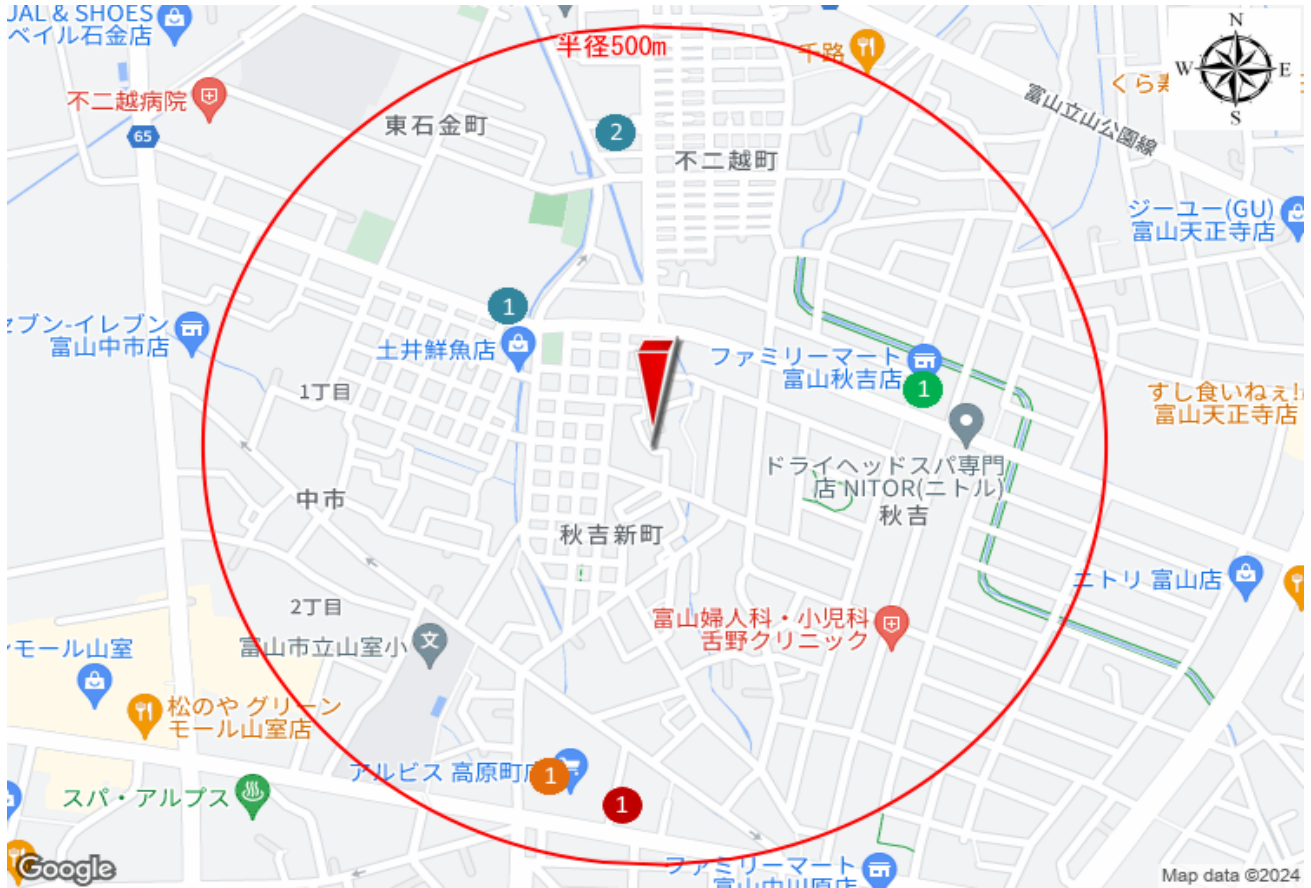 UAL & SHOES
ベイル石金店
半径500m
千路
N
W
E
S
くら寿
不二越病院
65
東石金町
2
不二越町
富山立山公園線
ジーユー(GU)
富山天正寺店
1
セブン-イレブン
富山中市店
土井鮮魚店
ファミリーマート
富山秋吉店
1
1丁目
すし食いねぇ!
富山天正寺店
ドライヘッドスパ専門
店 NITOR(ニトル)
中市
秋吉
秋吉新町
ニトリ 富山店
2丁目
富山市立山室小
文
富山婦人科・小児科
舌野クリニック
ンモール山室
松のや グリーン
モール山室店
アルビス 高原町店
1
1
スパ・アルプス
Google
ファミリーマート
富山中川原店
Map data ©2024